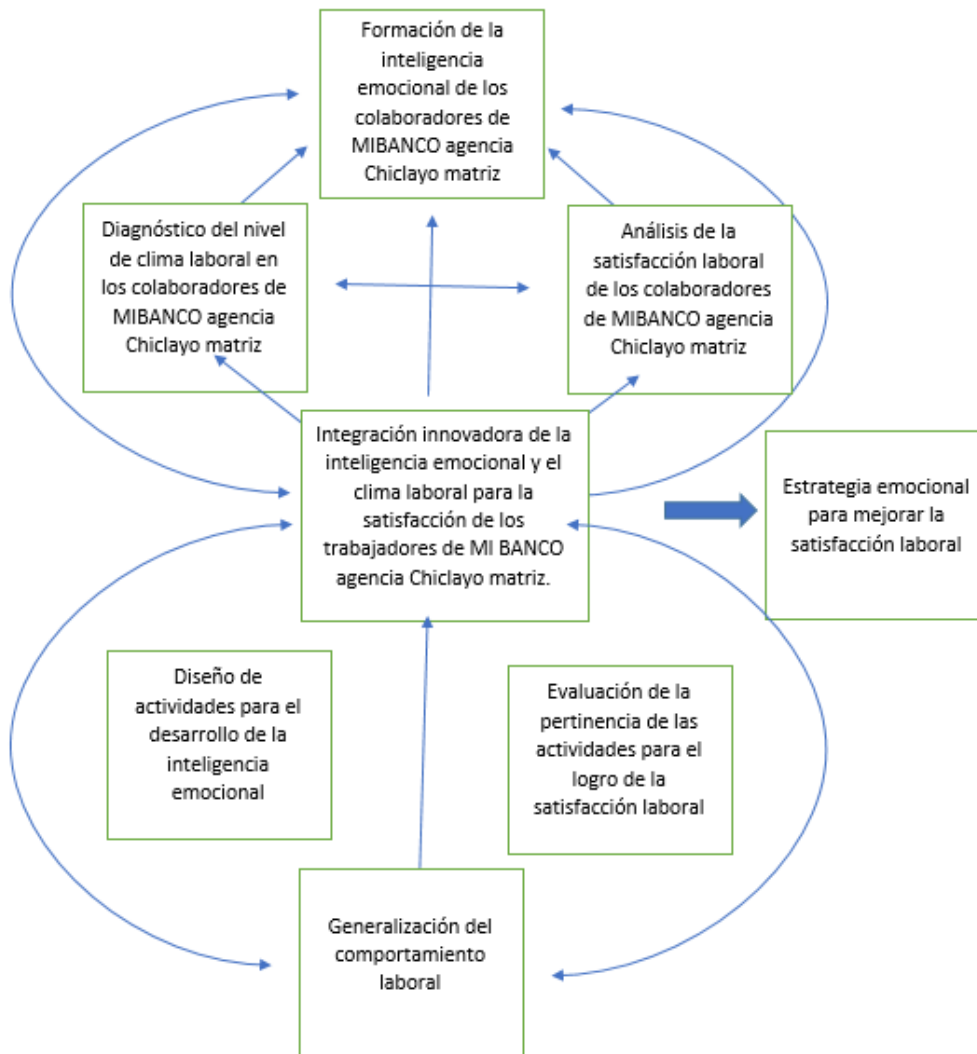 Formación de la
inteligencia
emocional de los
colaboradores de
MIBANCO agencia
Chiclayo matriz
Diagnóstico del nivel
de clima laboral en
los colaboradores de
MIBANCO agencia
Chiclayo matriz
Análisis de la
satisfacción laboral
de los colaboradores
de MIBANCO agencia
Chiclayo matriz
Integración innovadora de la
inteligencia emocional y el
clima laboral para la
satisfacción de los
trabajadores de MI BANCO
agencia Chiclayo matriz.
Estrategia emocional
para mejorar la
satisfacción laboral
Diseño de
actividades para el
desarrollo de la
inteligencia
emocional
Evaluación de la
pertinencia de las
actividades para el
logro de la
satisfacción laboral
Generalización del
comportamiento
laboral